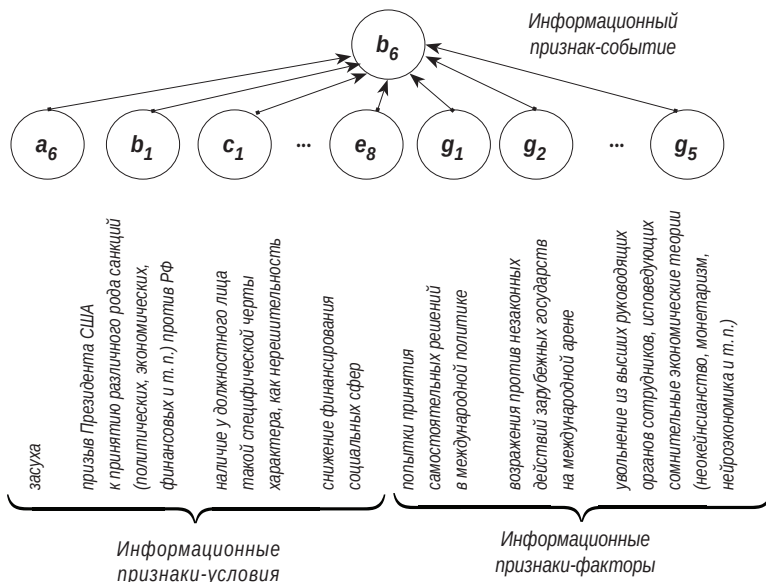 Информационный
признак-событие
b6
a6
b1
c1
...
e8
g1
g2
...
g5
засуха
призыв Президента США
к принятию различного рода санкций
(политических, экономических,
финансовых и т. п.) против РФ
наличие у должностного лица
такой специфической черты
характера, как нерешительность
снижение финансирования
социальных сфер
попытки принятия
самостоятельных решений
в международной политике
возражения против незаконных
действий зарубежных государств
на международной арене
увольнение из высших руководящих
органов сотрудников, исповедующих
сомнительные экономические теории
(неокейнсианство, монетаризм,
нейроэкономика и т. п.)
Информационные
признаки-условия
Информационные
признаки-факторы